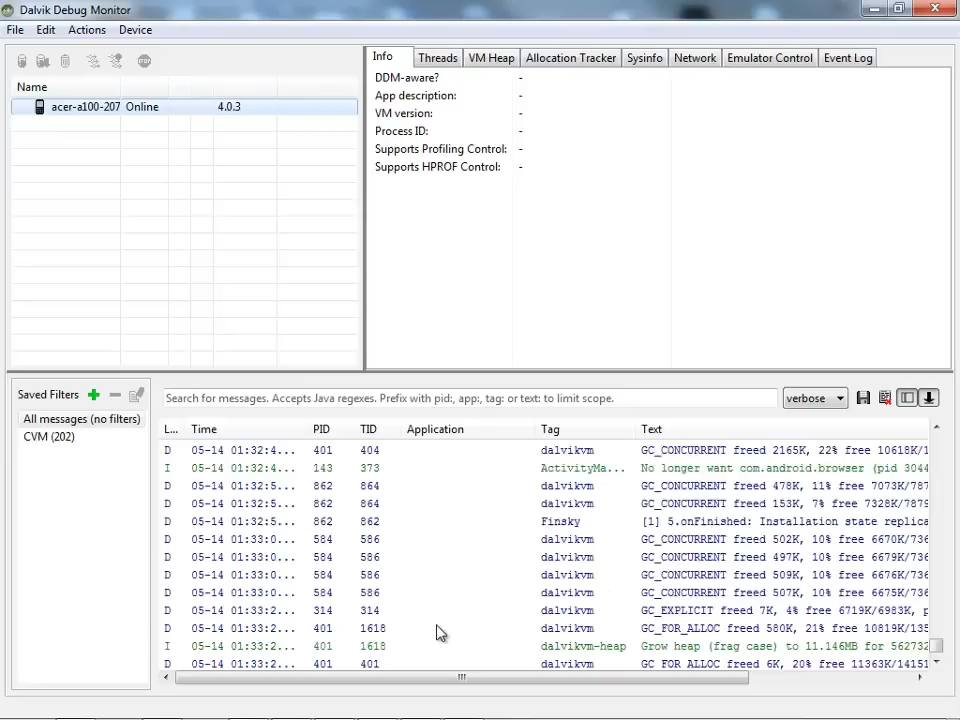 Dalvik Debug Monitor
File Edit Actions Device
Info Threads VM Heap Allocation Tracker Sysinfo Network Emulator Control Event Log
Name
acer-a100-207 Online 4.0.3
DDM-aware? -
App description: -
VM version: -
Process ID: -
Supports Profiling Control: -
Supports HPROF Control: -
Saved Filters
All messages (no filters)
CVM (202)
Search for messages. Accepts Java regexes. Prefix with pid:, app:, tag: or text: to limit scope. verbose
L... Time PID TID Application Tag Text
D 05-14 01:32:4... 401 404 dalvikvm GC_CONCURRENT freed 2165K, 22% free 10618K/1
I 05-14 01:32:4... 143 373 ActivityMa... No longer want com.android.browser (pid 3044
D 05-14 01:32:5... 862 864 dalvikvm GC_CONCURRENT freed 478K, 11% free 7073K/787
D 05-14 01:32:5... 862 864 dalvikvm GC_CONCURRENT freed 153K, 7% free 7328K/7879
D 05-14 01:32:5... 862 862 Finsky [1] 5.onFinished: Installation state replica
D 05-14 01:33:0... 584 586 dalvikvm GC_CONCURRENT freed 502K, 10% free 6670K/736
D 05-14 01:33:0... 584 586 dalvikvm GC_CONCURRENT freed 497K, 10% free 6679K/736
D 05-14 01:33:0... 584 586 dalvikvm GC_CONCURRENT freed 509K, 10% free 6676K/736
D 05-14 01:33:0... 584 586 dalvikvm GC_CONCURRENT freed 507K, 10% free 6675K/736
D 05-14 01:33:2... 314 314 dalvikvm GC_EXPLICIT freed 7K, 4% free 6719K/6983K, p
D 05-14 01:33:2... 401 1618 dalvikvm GC_FOR_ALLOC freed 580K, 21% free 10819K/135
I 05-14 01:33:2... 401 1618 dalvikvm-heap Grow heap (frag case) to 11.146MB for 562732
D 05-14 01:33:2... 401 401 dalvikvm GC_FOR_ALLOC freed 6K, 20% free 11363K/14151